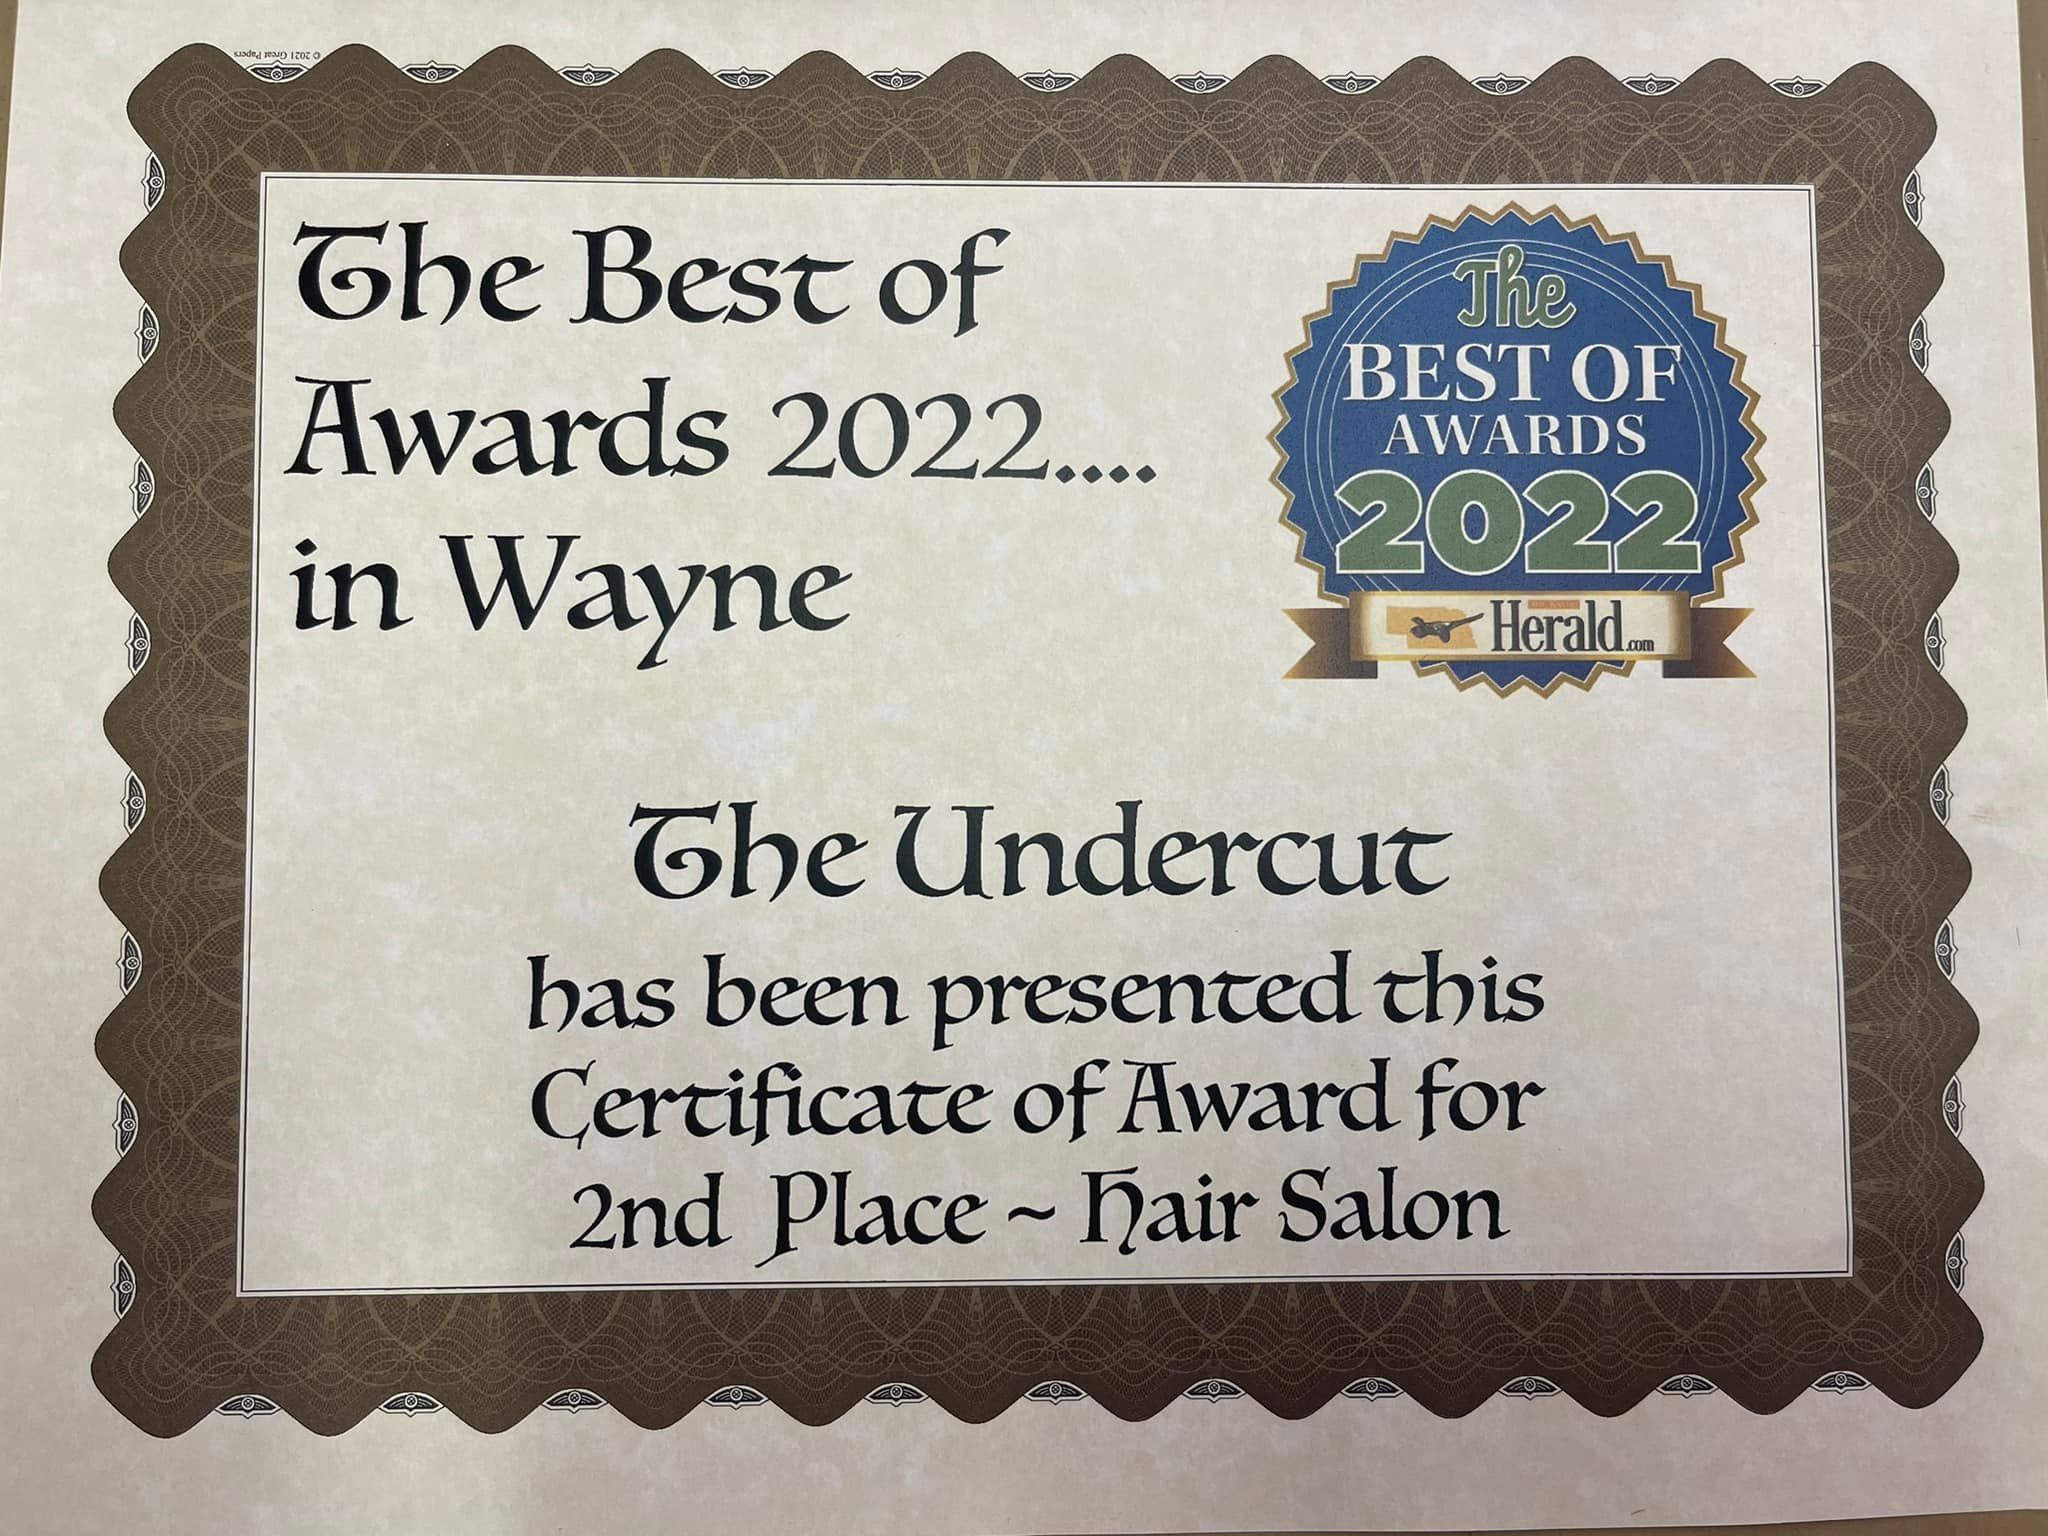 © 2021 Great Papers
The Best of
Awards 2022....
in Wayne
The
BEST OF
AWARDS
2022
Herald.com
The Undercut
has been presented this
Certificate of Award for
2nd Place ~ Hair Salon